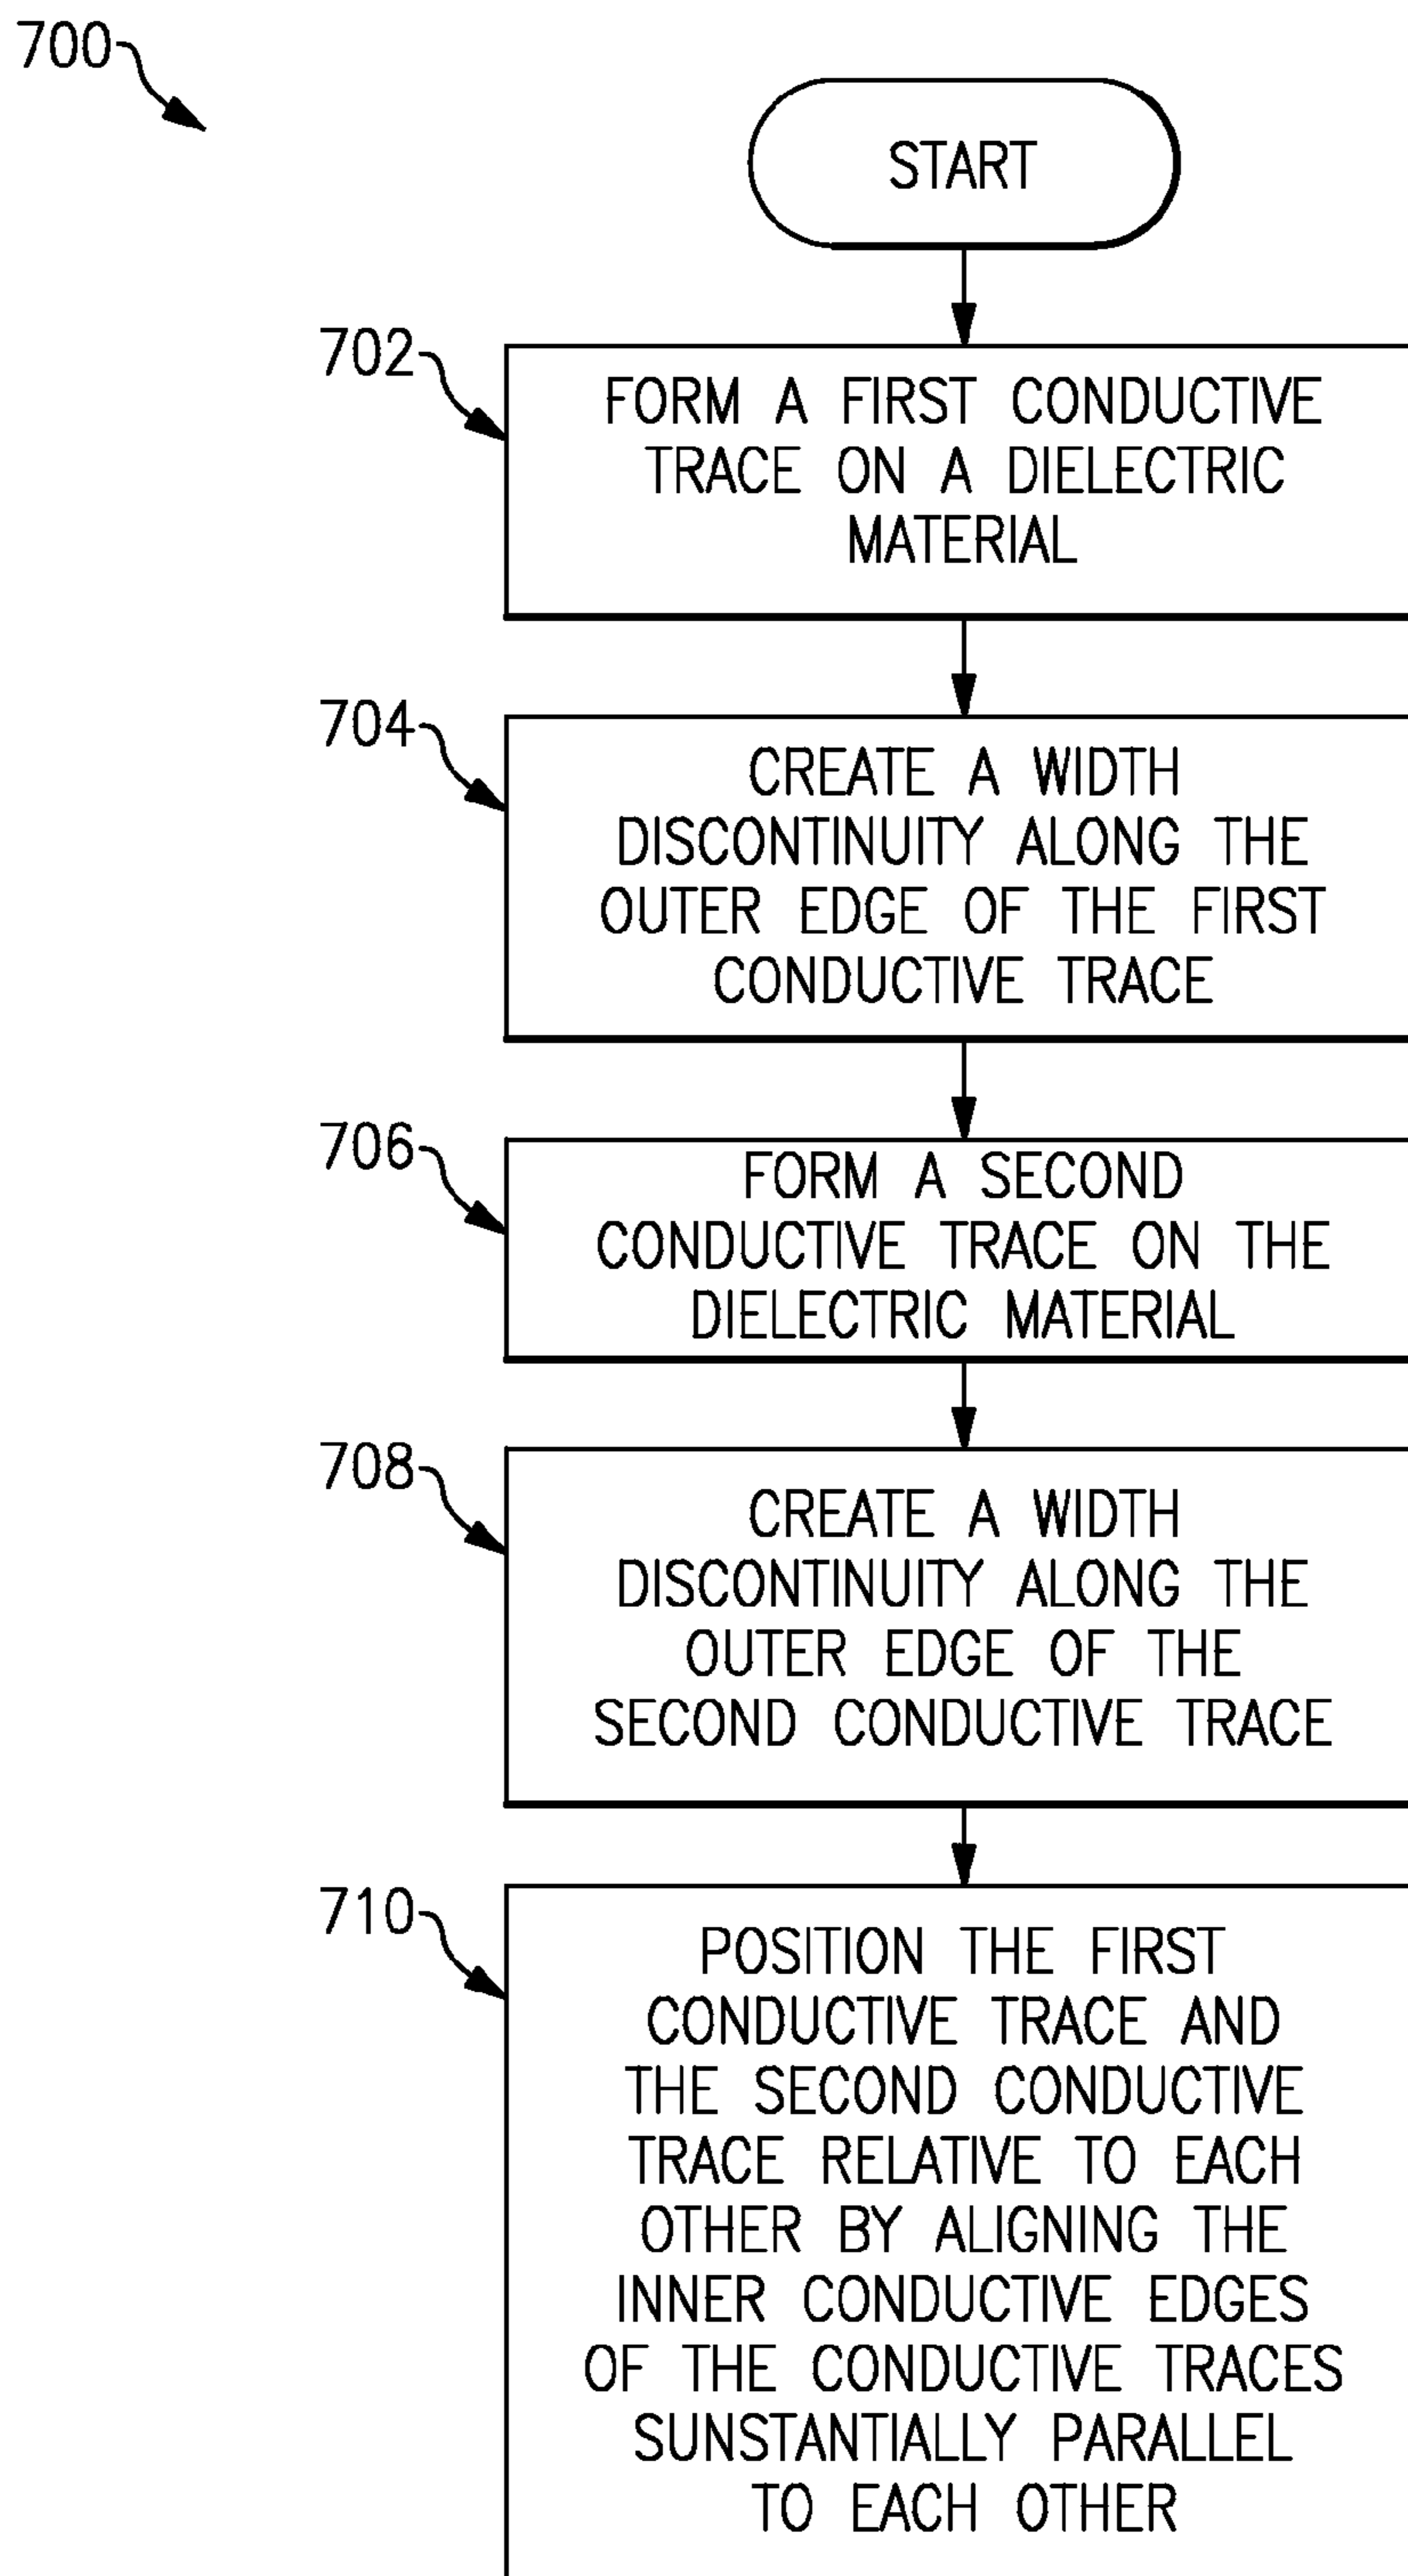 700
START
702
FORM A FIRST CONDUCTIVE
TRACE ON A DIELECTRIC
MATERIAL
704
CREATE A WIDTH
DISCONTINUITY ALONG THE
OUTER EDGE OF THE FIRST
CONDUCTIVE TRACE
706
FORM A SECOND
CONDUCTIVE TRACE ON THE
DIELECTRIC MATERIAL
708
CREATE A WIDTH
DISCONTINUITY ALONG THE
OUTER EDGE OF THE
SECOND CONDUCTIVE TRACE
710
POSITION THE FIRST
CONDUCTIVE TRACE AND
THE SECOND CONDUCTIVE
TRACE RELATIVE TO EACH
OTHER BY ALIGNING THE
INNER CONDUCTIVE EDGES
OF THE CONDUCTIVE TRACES
SUNSTANTIALLY PARALLEL
TO EACH OTHER